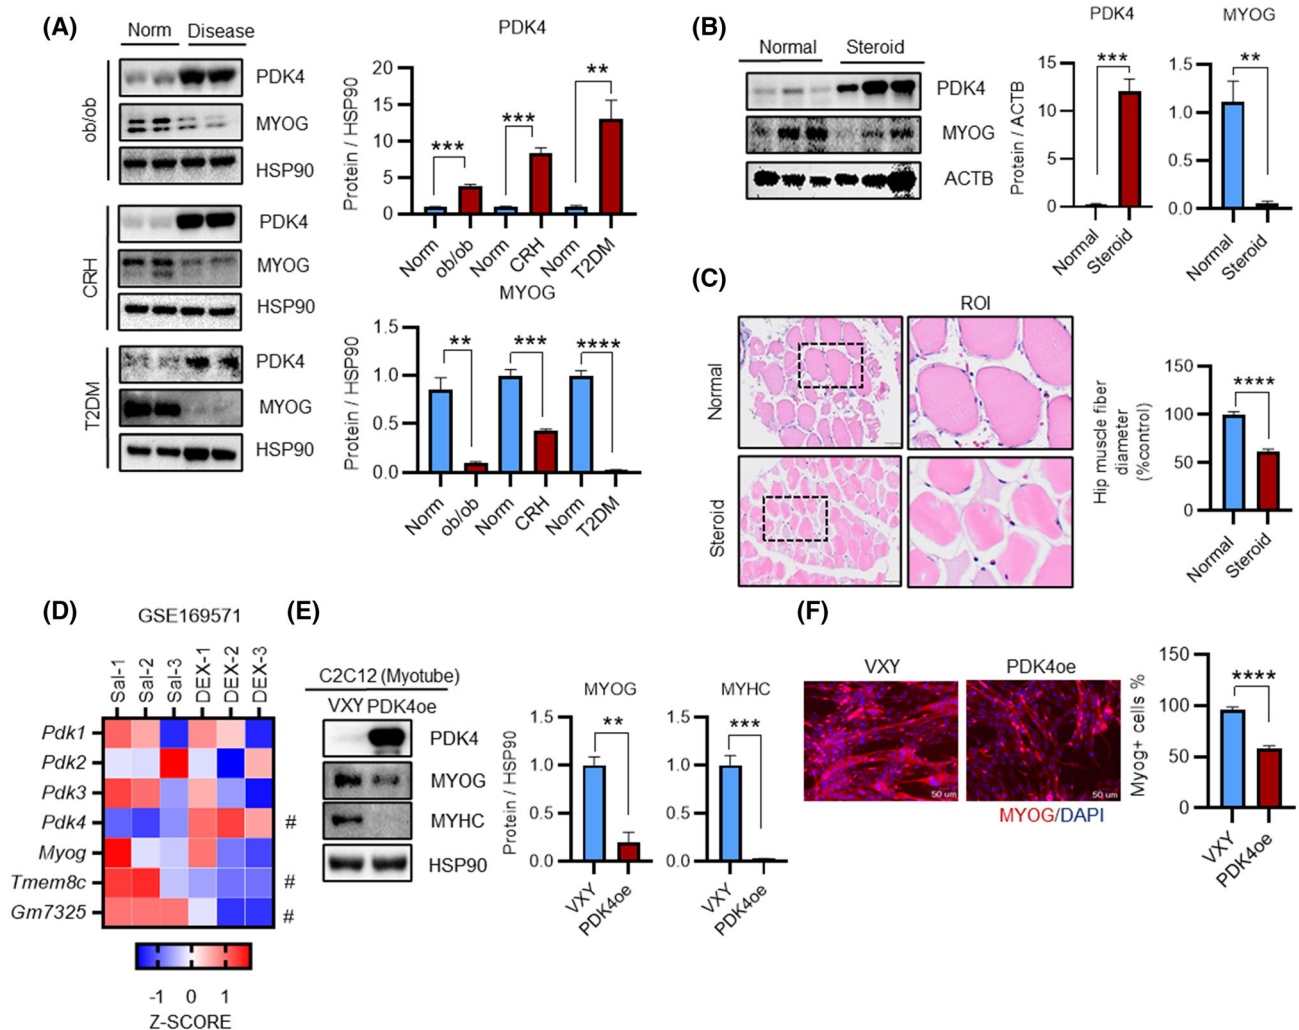 (A)
Norm Disease
ob/ob
PDK4
MYOG
HSP90
CRH
PDK4
MYOG
HSP90
T2DM
PDK4
MYOG
HSP90
PDK4
Protein / HSP90
20
15
10
5
0
***
***
**
Norm
ob/ob
Norm
CRH
Norm
T2DM
MYOG
Protein / HSP90
1.5
1.0
0.5
0.0
**
***
****
Norm
ob/ob
Norm
CRH
Norm
T2DM
(B)
Normal Steroid
PDK4
MYOG
ACTB
PDK4
Protein / ACTB
15
10
5
0
***
Normal
Steroid
MYOG
1.5
1.0
0.5
0.0
**
Normal
Steroid
(C)
ROI
Normal
Steroid
Hip muscle fiber
diameter
(%control)
150
100
50
0
****
Normal
Steroid
(D)
GSE169571
Sal-1
Sal-2
Sal-3
DEX-1
DEX-2
DEX-3
Pdk1
Pdk2
Pdk3
Pdk4 #
Myog
Tmem8c #
Gm7325 #
-1 0 1
Z-SCORE
(E)
C2C12 (Myotube)
VXY PDK4oe
PDK4
MYOG
MYHC
HSP90
MYOG
Protein / HSP90
1.5
1.0
0.5
0.0
**
VXY
PDK4oe
MYHC
1.5
1.0
0.5
0.0
***
VXY
PDK4oe
(F)
VXY PDK4oe
50 um 50 um
MYOG/DAPI
Myog+ cells %
150
100
50
0
****
VXY
PDK4oe